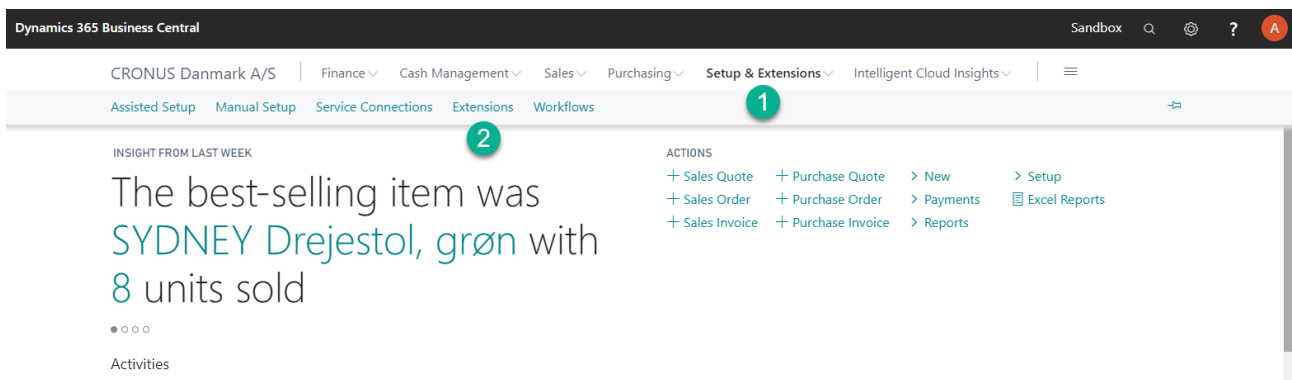 Dynamics 365 Business Central Sandbox ? A
CRONUS Danmark A/S Finance Cash Management Sales Purchasing Setup & Extensions Intelligent Cloud Insights
1
Assisted Setup Manual Setup Service Connections Extensions Workflows
2
INSIGHT FROM LAST WEEK
The best-selling item was
SYDNEY Drejestol, grøn with
8 units sold
ACTIONS
+ Sales Quote + Purchase Quote > New > Setup
+ Sales Order + Purchase Order > Payments Excel Reports
+ Sales Invoice + Purchase Invoice > Reports
Activities